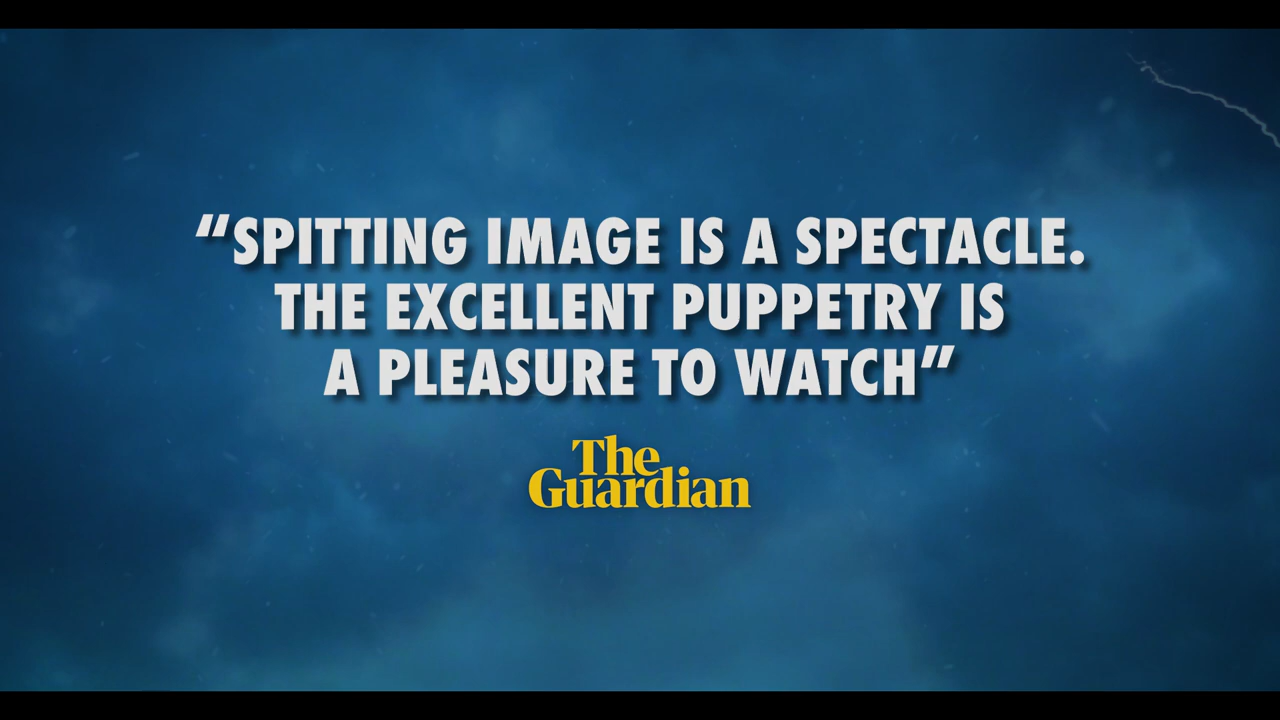 “SPITTING IMAGE IS A SPECTACLE.
THE EXCELLENT PUPPETRY IS
A PLEASURE TO WATCH”
The
Guardian